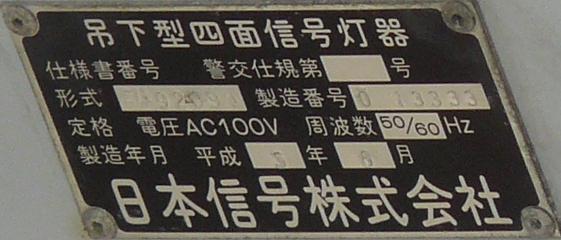 吊下型四面信号灯器
仕様書番号 警交仕規第 号
形式 製造番号 0 13333
定格 電圧AC100V 周波数50/60Hz
製造年月 平成 年 月
日本信号株式会社